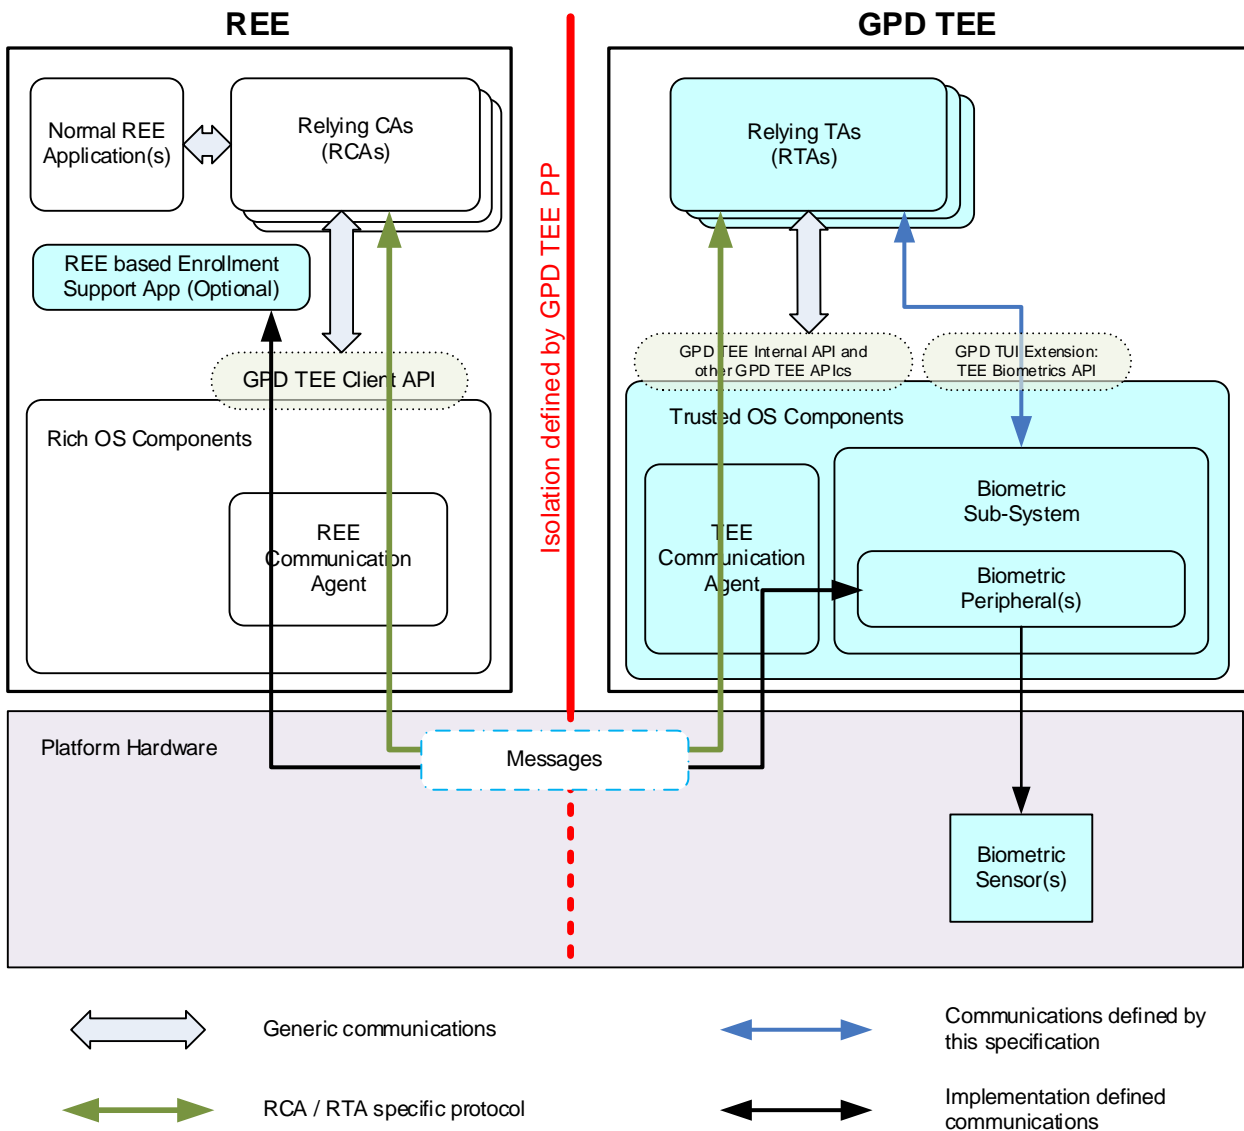 REE
GPD TEE
Normal REE
Application(s)
Relying CAs
(RCAs)
REE based Enrollment
Support App (Optional)
GPD TEE Client API
Rich OS Components
REE
Communication
Agent
Isolation defined by GPD TEE PP
Relying TAs
(RTAs)
GPD TEE Internal API and
other GPD TEE APIcs
GPD TUI Extension:
TEE Biometrics API
Trusted OS Components
TEE
Communication
Agent
Biometric
Sub-System
Biometric
Peripheral(s)
Platform Hardware
Messages
Biometric
Sensor(s)
Generic communications
Communications defined by
this specification
RCA / RTA specific protocol
Implementation defined
communications